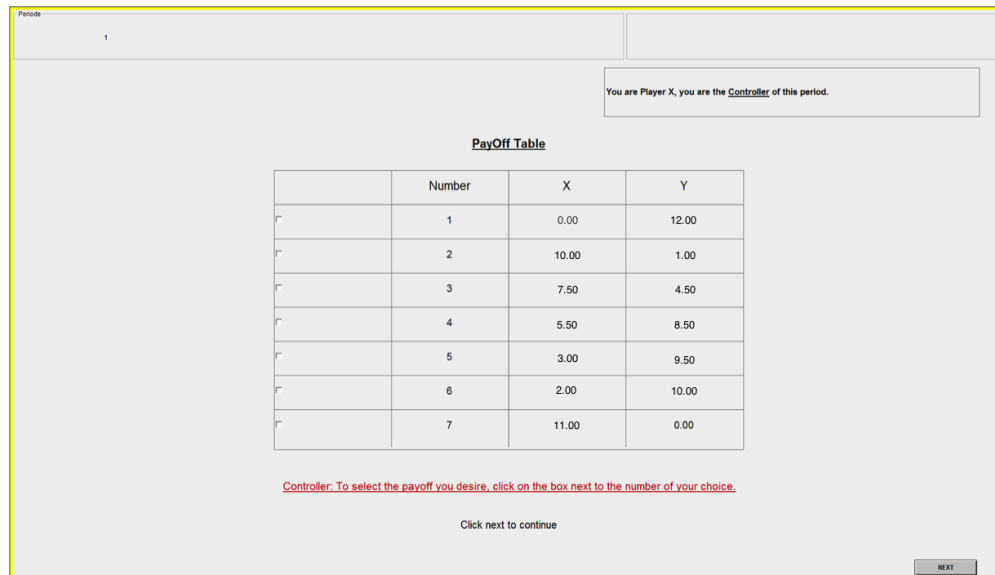 Periode
1
You are Player X, you are the Controller of this period.
PayOff Table
Number X Y
1 0.00 12.00
2 10.00 1.00
3 7.50 4.50
4 5.50 8.50
5 3.00 9.50
6 2.00 10.00
7 11.00 0.00
Controller: To select the payoff you desire, click on the box next to the number of your choice.
Click next to continue
NEXT